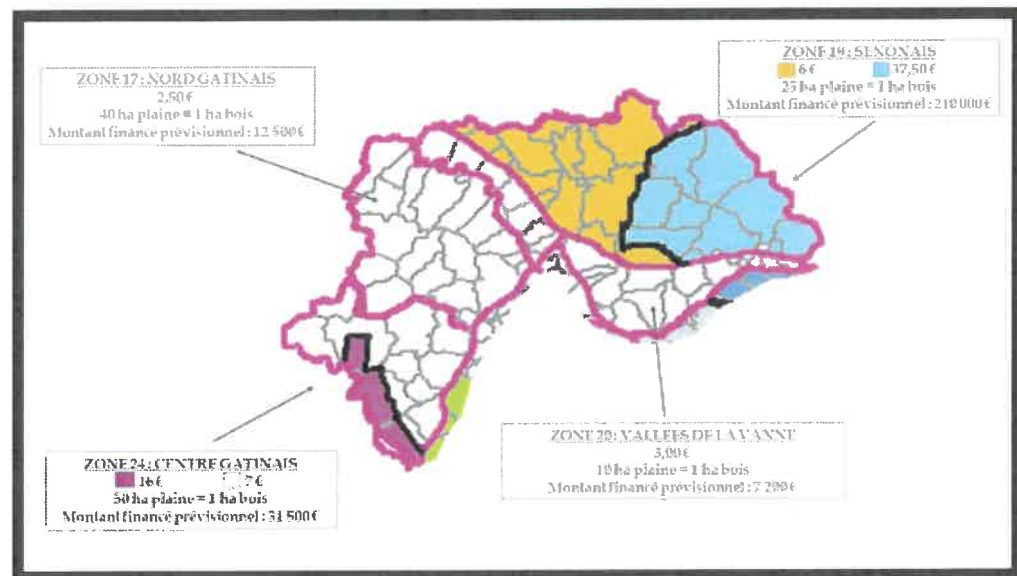 ZONE 17 : NORD GATINAIS
2,50€
40 ha plaine = 1 ha bois
Montant financé prévisionnel : 12 500€
ZONE 19 : SENONAIS
6€ 37,50€
25 ha plaine = 1 ha bois
Montant financé prévisionnel : 210 000€
ZONE 24 : CENTRE GATINAIS
16€ 7€
50 ha plaine = 1 ha bois
Montant financé prévisionnel : 31 500€
ZONE 20 : VALLEES DE LA VANNE
3,00€
10 ha plaine = 1 ha bois
Montant financé prévisionnel : 7 200€